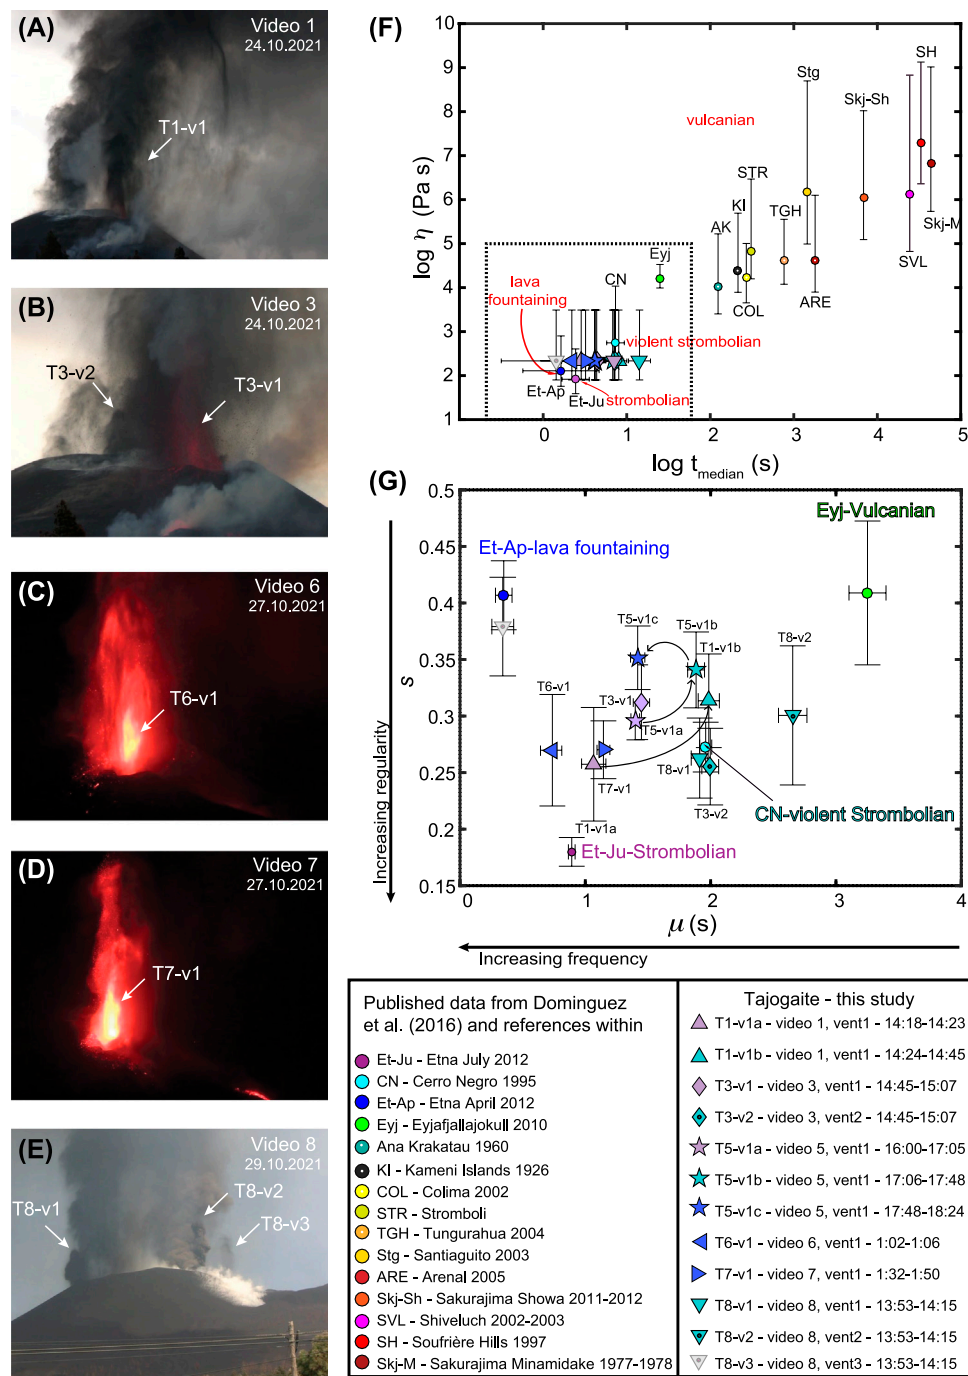 (A)
Video 1
24.10.2021
T1-v1
(B)
Video 3
24.10.2021
T3-v2
T3-v1
(C)
Video 6
27.10.2021
T6-v1
(D)
Video 7
27.10.2021
T7-v1
(E)
Video 8
29.10.2021
T8-v1
T8-v2
T8-v3
(F)
log η (Pa s)
10
9
8
7
6
5
4
3
2
1
vulcanian
Stg
Skj-Sh
SH
Skj-M
SVL
STR
KI
AK
TGH
COL
ARE
Eyj
CN
lava
fountaining
violent strombolian
Et-Ap
Et-Ju
strombolian
0 1 2 3 4 5
log t median (s)
(G)
s
0.5
0.45
0.4
0.35
0.3
0.25
0.2
0.15
Increasing regularity
Eyj-Vulcanian
Et-Ap-lava fountaining
T5-v1c
T5-v1b
T1-v1b
T8-v2
T6-v1
T3-v1
T5-v1a
T7-v1
T8-v1
T1-v1a
T3-v2
CN-violent Strombolian
Et-Ju-Strombolian
0 1 2 3 4
μ (s)
Increasing frequency
Published data from Dominguez
et al. (2016) and references within
Et-Ju - Etna July 2012
CN - Cerro Negro 1995
Et-Ap - Etna April 2012
Eyj - Eyjafjallajokull 2010
Ana Krakatau 1960
KI - Kameni Islands 1926
COL - Colima 2002
STR - Stromboli
TGH - Tungurahua 2004
Stg - Santiaguito 2003
ARE - Arenal 2005
Skj-Sh - Sakurajima Showa 2011-2012
SVL - Shiveluch 2002-2003
SH - Soufrière Hills 1997
Skj-M - Sakurajima Minamidake 1977-1978
Tajogaite - this study
T1-v1a - video 1, vent1 - 14:18-14:23
T1-v1b - video 1, vent1 - 14:24-14:45
T3-v1 - video 3, vent1 - 14:45-15:07
T3-v2 - video 3, vent2 - 14:45-15:07
T5-v1a - video 5, vent1 - 16:00-17:05
T5-v1b - video 5, vent1 - 17:06-17:48
T5-v1c - video 5, vent1 - 17:48-18:24
T6-v1 - video 6, vent1 - 1:02-1:06
T7-v1 - video 7, vent1 - 1:32-1:50
T8-v1 - video 8, vent1 - 13:53-14:15
T8-v2 - video 8, vent2 - 13:53-14:15
T8-v3 - video 8, vent3 - 13:53-14:15